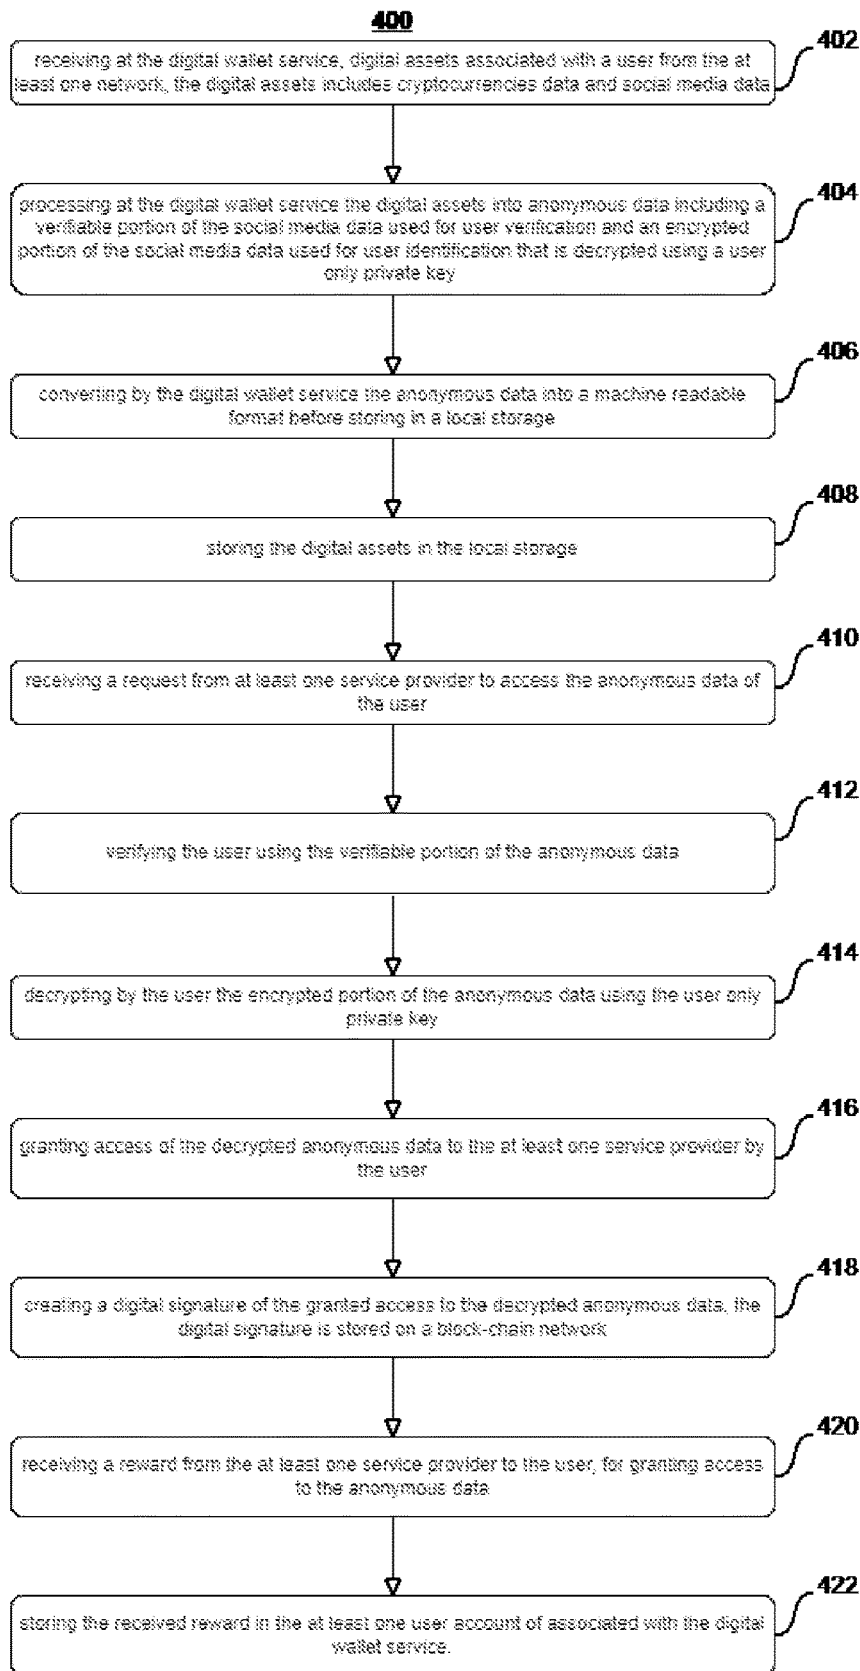 400
402
receiving at the digital wallet service, digital assets associated with a user from the at
least one network, the digital assets includes cryptocurrencies data and social media data
404
processing at the digital wallet service the digital assets into anonymous data including a
verifiable portion of the social media data used for user verification and an encrypted
portion of the social media data used for user identification that is decrypted using a user
only private key
406
converting by the digital wallet service the anonymous data into a machine readable
format before storing in a local storage
408
storing the digital assets in the local storage
410
receiving a request from at least one service provider to access the anonymous data of
the user
412
verifying the user using the verifiable portion of the anonymous data
414
decrypting by the user the encrypted portion of the anonymous data using the user only
private key
416
granting access of the decrypted anonymous data to the at least one service provider by
the user
418
creating a digital signature of the granted access to the decrypted anonymous data, the
digital signature is stored on a block-chain network
420
receiving a reward from the at least one service provider to the user, for granting access
to the anonymous data
422
storing the received reward in the at least one user account of associated with the digital
wallet service.